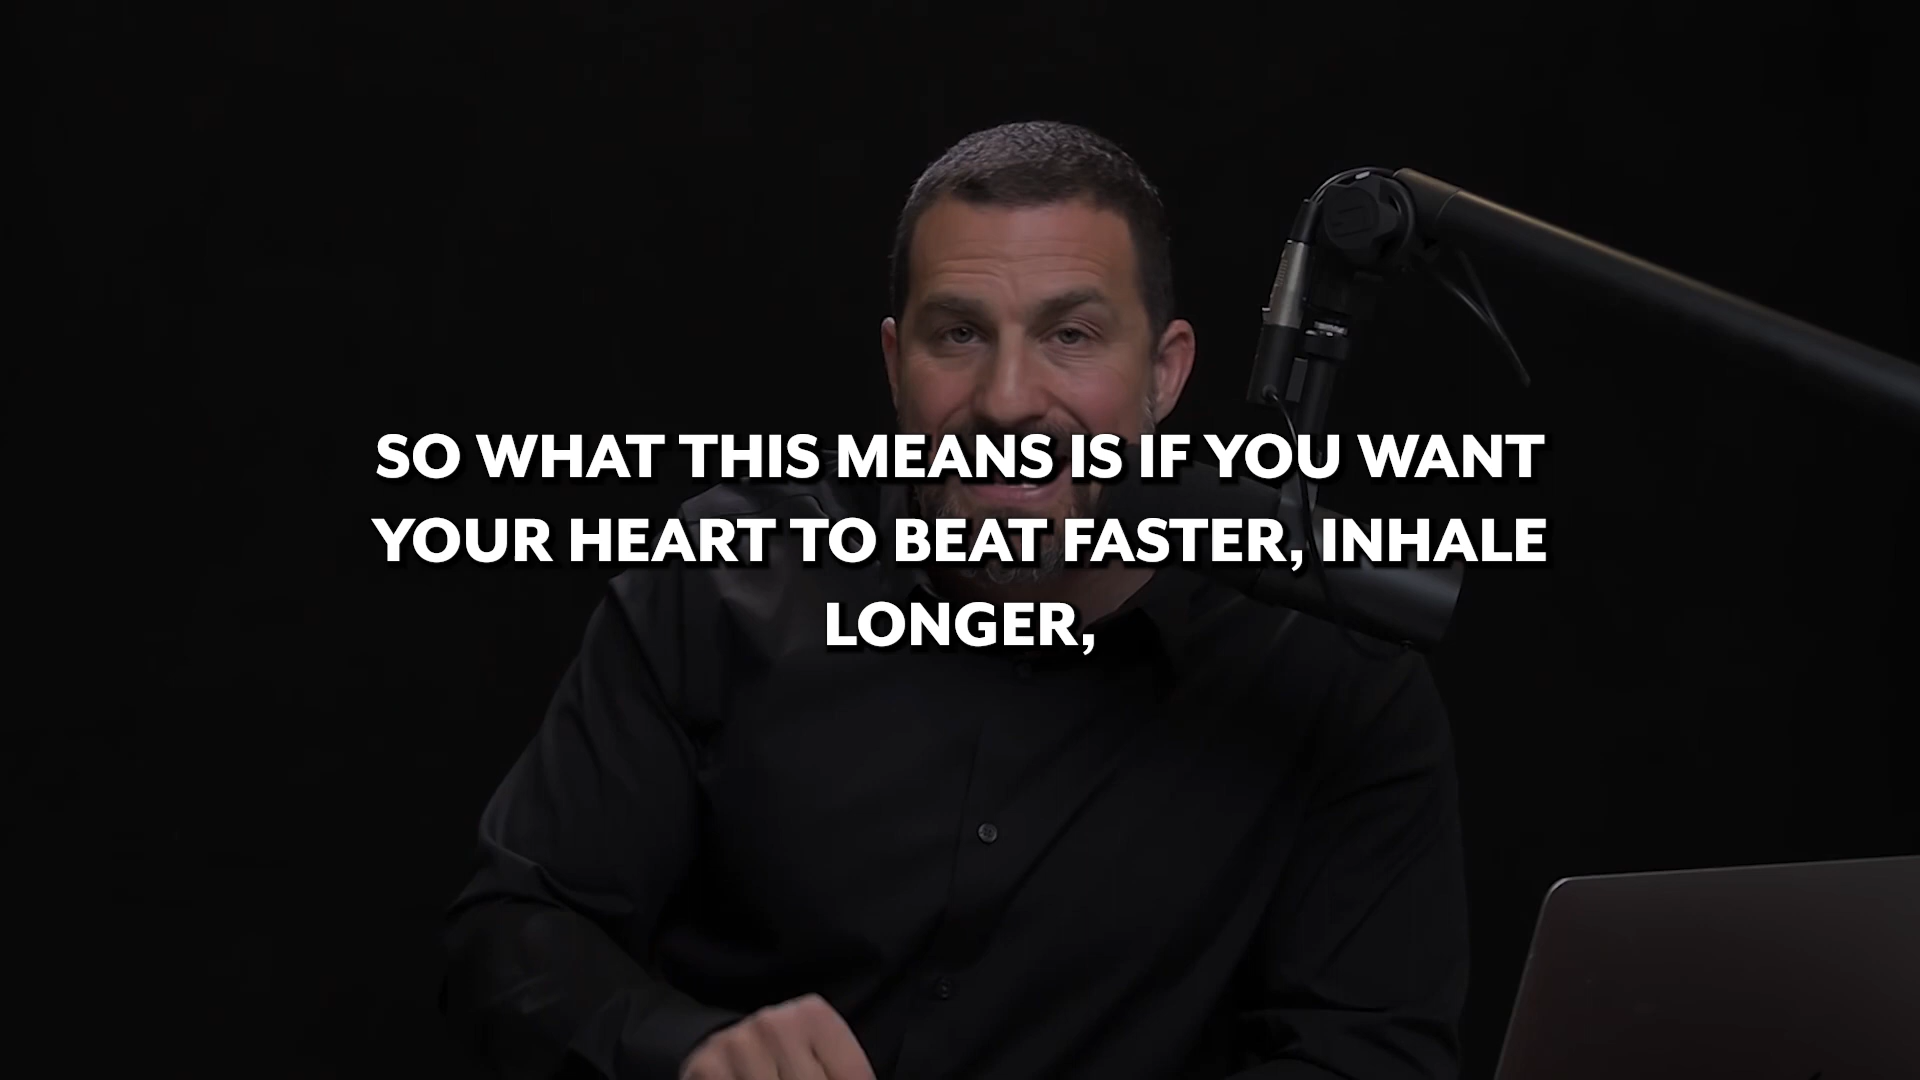 SO WHAT THIS MEANS IS IF YOU WANT
YOUR HEART TO BEAT FASTER, INHALE
LONGER,